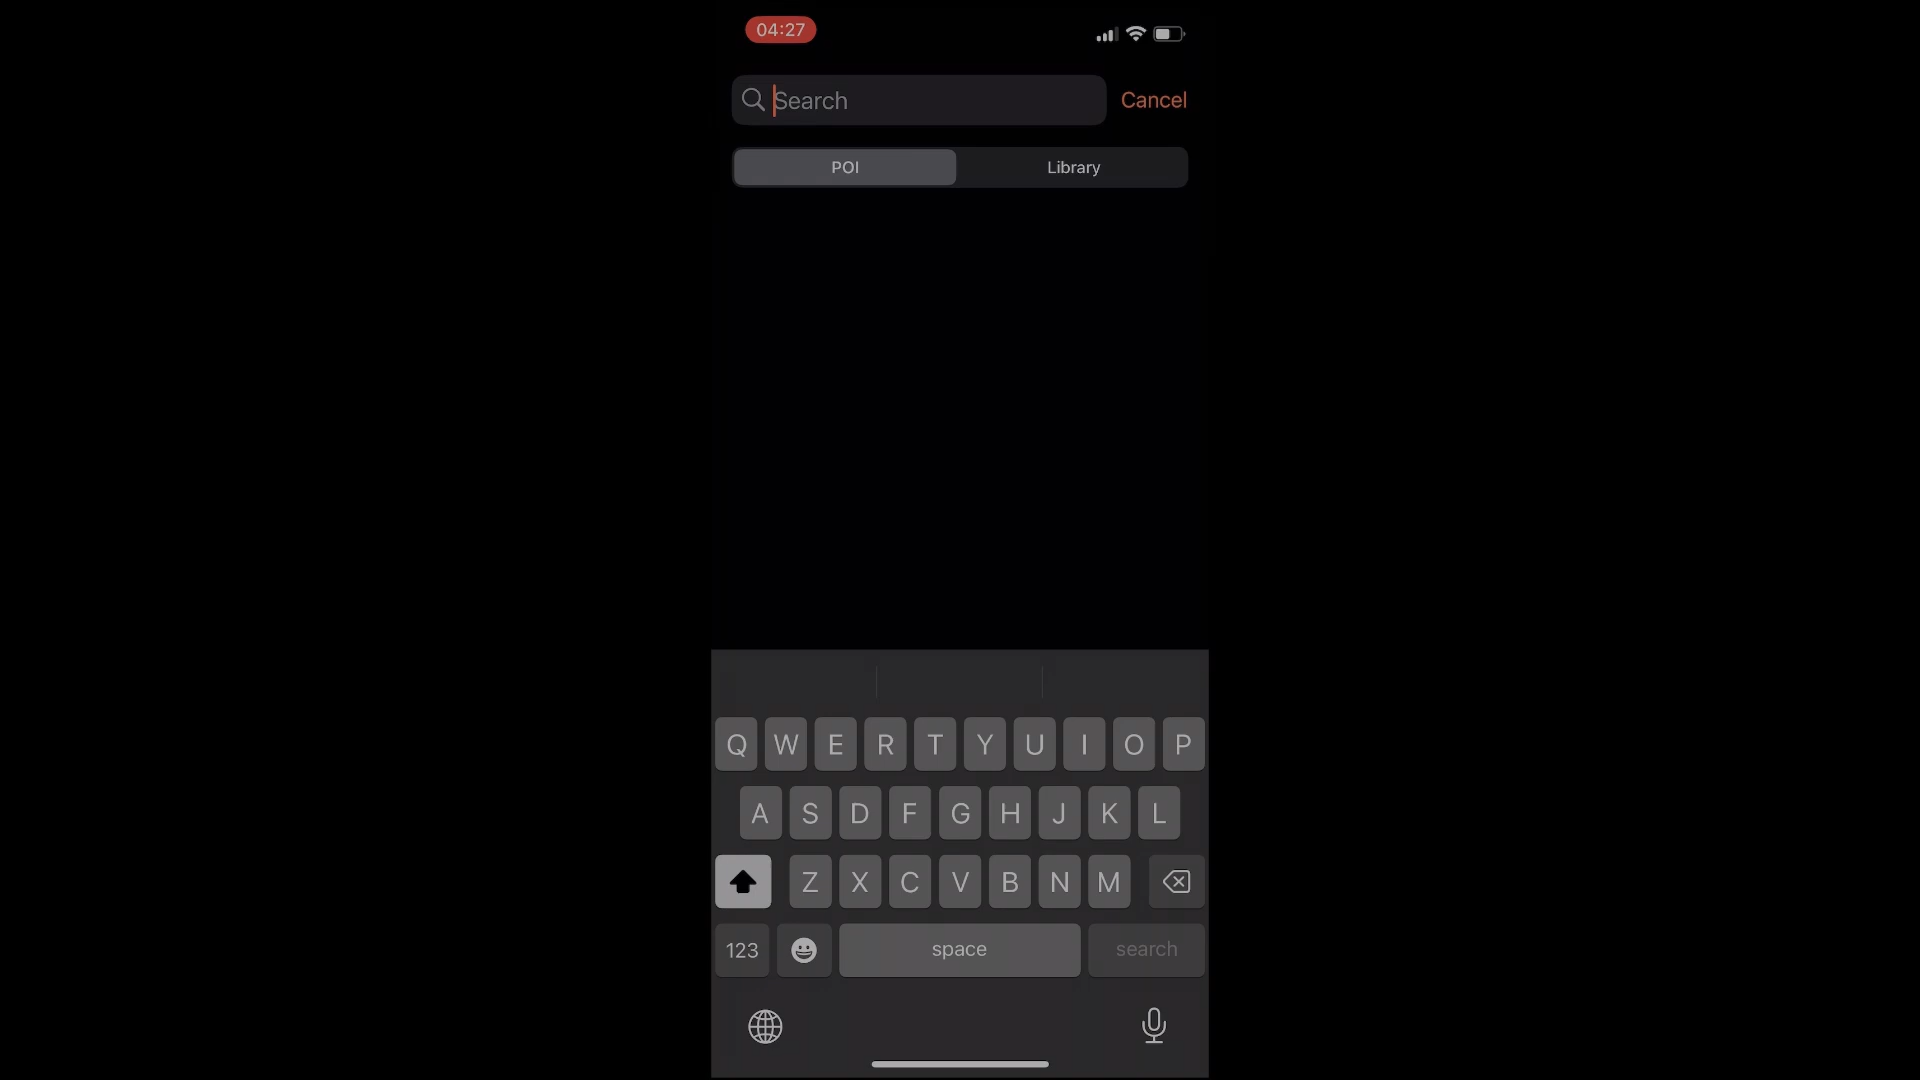 04:27
Search
Cancel
POI
Library
Q W E R T Y U I O P
A S D F G H J K L
Z X C V B N M
123
space
search